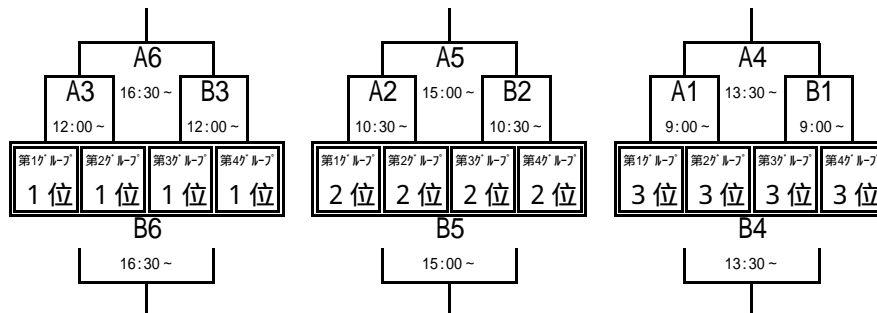 A6 A5 A4
A3 16:30～ B3 A2 15:00～ B2 A1 13:30～ B1
12:00～ 12:00～ 10:30～ 10:30～ 9:00～ 9:00～
第1ｸﾞﾙｰﾌﾟ 第2ｸﾞﾙｰﾌﾟ 第3ｸﾞﾙｰﾌﾟ 第4ｸﾞﾙｰﾌﾟ 第1ｸﾞﾙｰﾌﾟ 第2ｸﾞﾙｰﾌﾟ 第3ｸﾞﾙｰﾌﾟ 第4ｸﾞﾙｰﾌﾟ 第1ｸﾞﾙｰﾌﾟ 第2ｸﾞﾙｰﾌﾟ 第3ｸﾞﾙｰﾌﾟ 第4ｸﾞﾙｰﾌﾟ
1位 1位 1位 1位 2位 2位 2位 2位 3位 3位 3位 3位
B6 B5 B4
16:30～ 15:00～ 13:30～